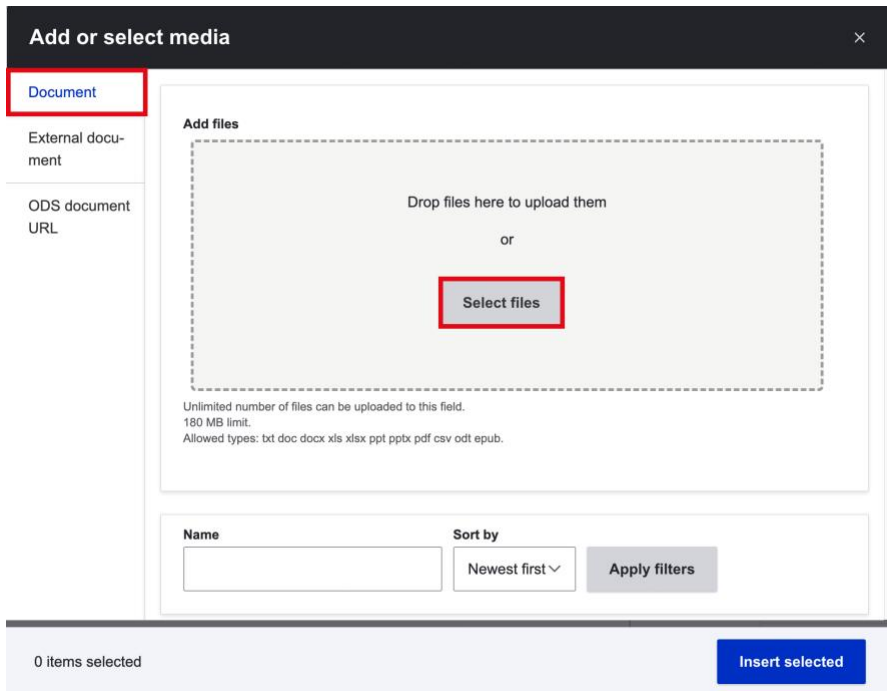 Add or select media
×
Document
External docu-
ment
ODS document
URL
Add files
Drop files here to upload them
or
Select files
Unlimited number of files can be uploaded to this field.
180 MB limit.
Allowed types: txt doc docx xls xlsx ppt pptx pdf csv odt epub.
Name
Sort by
Newest first
Apply filters
0 items selected
Insert selected